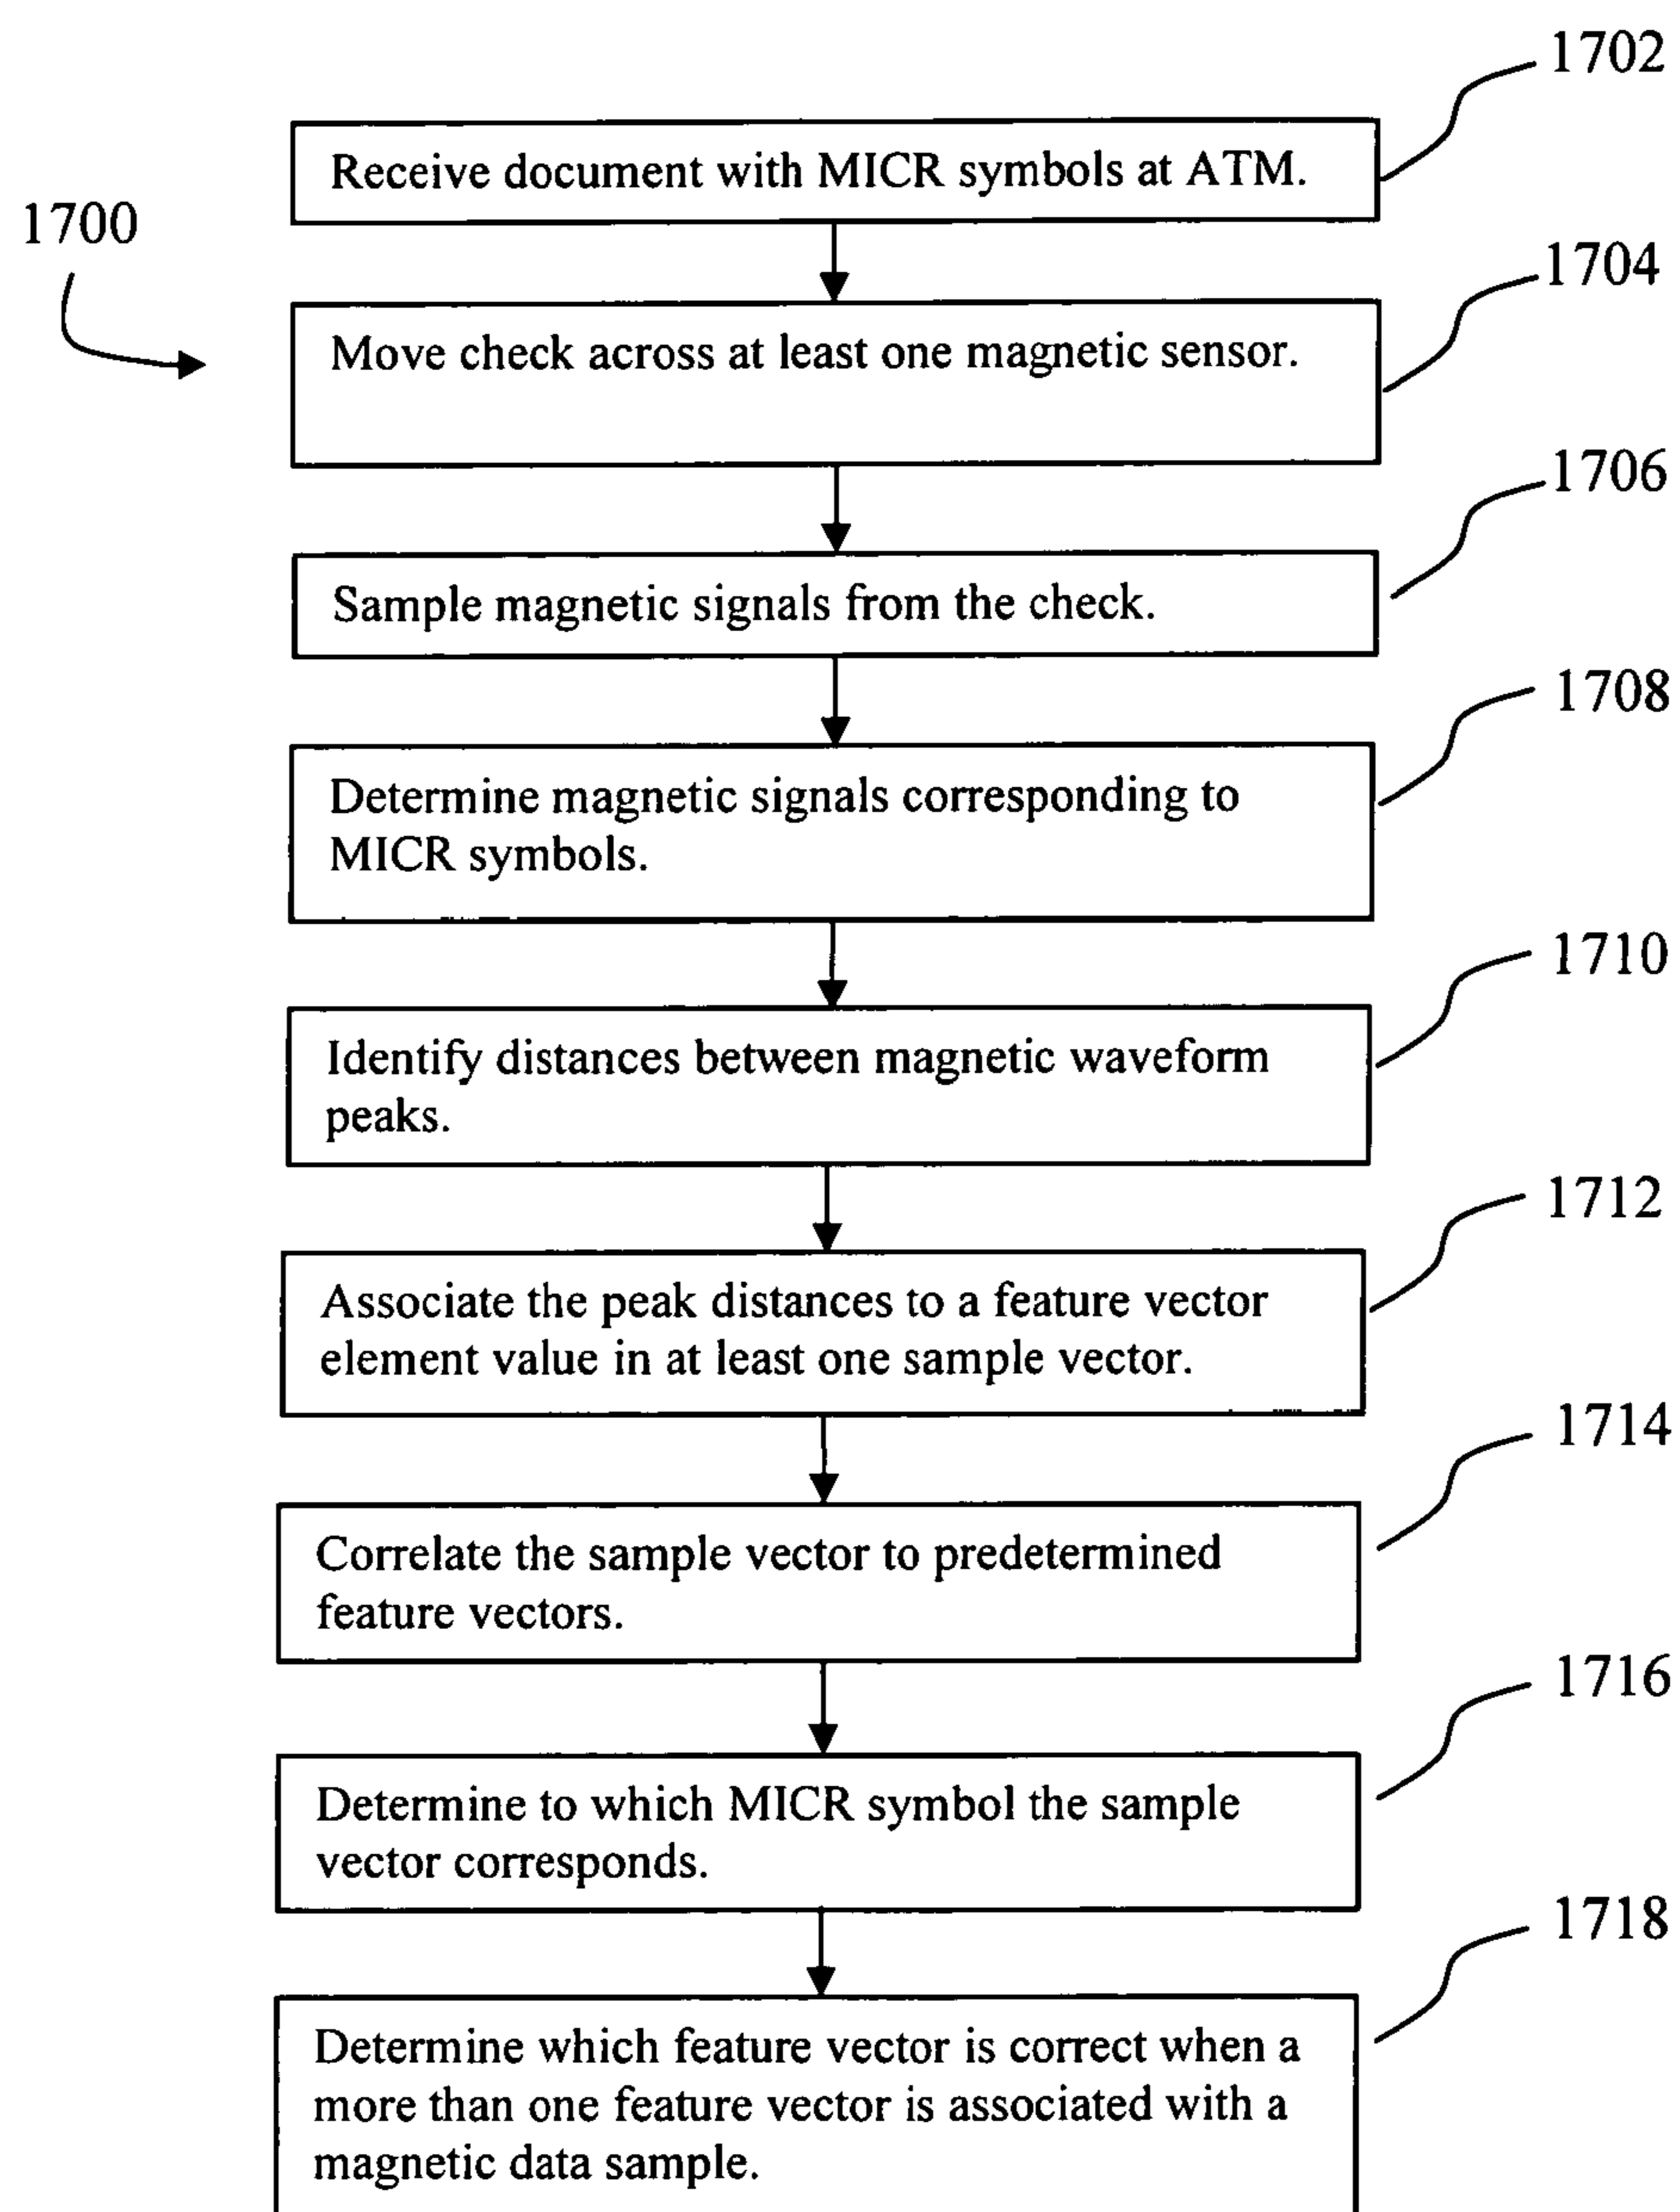 1702
Receive document with MICR symbols at ATM.
1700
1704
Move check across at least one magnetic sensor.
1706
Sample magnetic signals from the check.
1708
Determine magnetic signals corresponding to
MICR symbols.
1710
Identify distances between magnetic waveform
peaks.
1712
Associate the peak distances to a feature vector
element value in at least one sample vector.
1714
Correlate the sample vector to predetermined
feature vectors.
1716
Determine to which MICR symbol the sample
vector corresponds.
1718
Determine which feature vector is correct when a
more than one feature vector is associated with a
magnetic data sample.